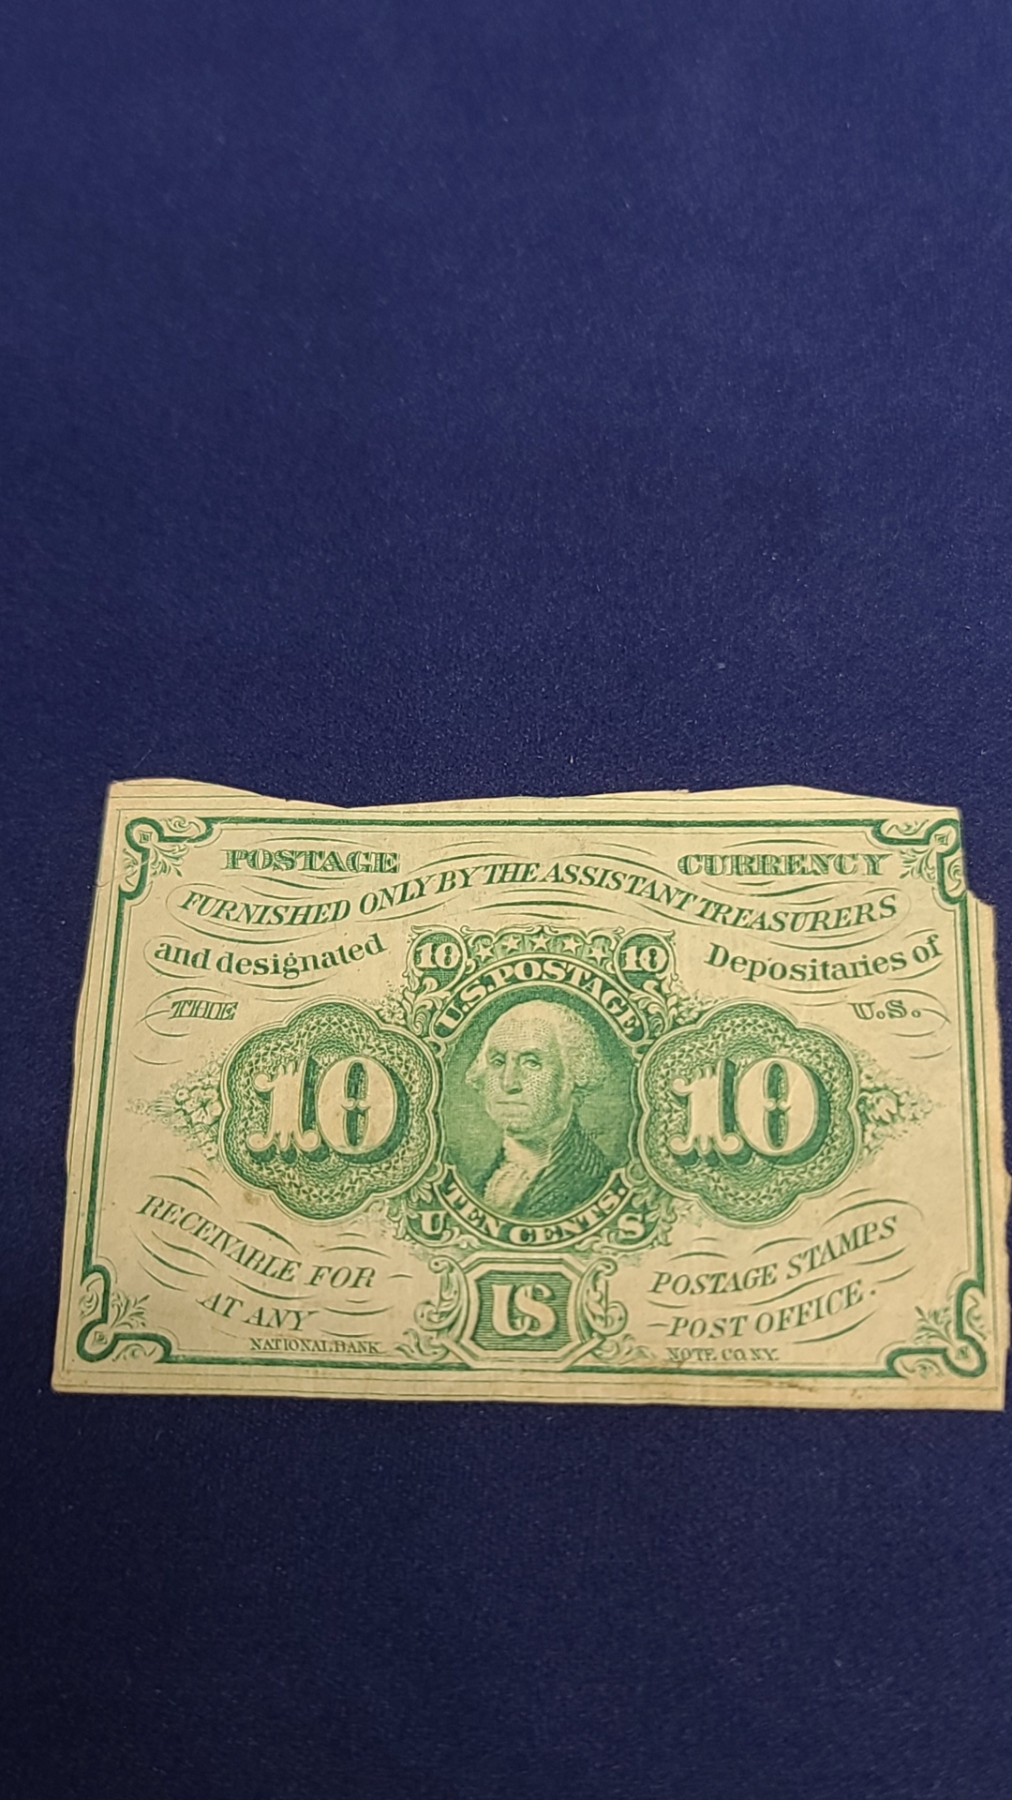 POSTAGE CURRENCY
FURNISHED ONLY BY THE ASSISTANT TREASURERS
and designated Depositaries of
THE U.S.
10 10
U.S. POSTAGE
10 10
TEN CENTS.
U. S
RECEIVABLE FOR POSTAGE STAMPS
US
AT ANY POST OFFICE.
NATIONAL BANK NOTE CO. N.Y.